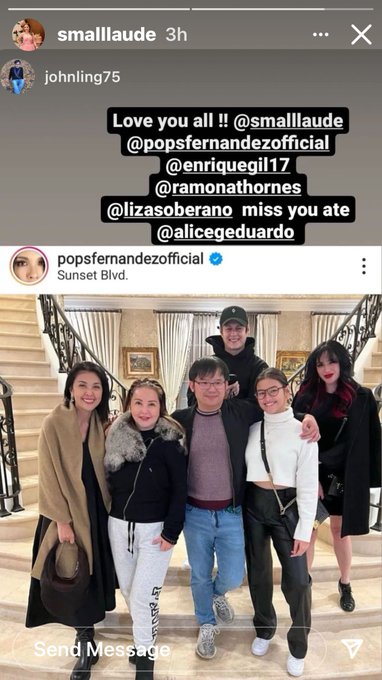 smalllaude 3h
johnling75
Love you all !! @smalllaude
@popsfernandezofficial
@enriquegil17
@ramonathornes
@lizasoberano miss you ate
@alicegeduardo
popsfernandezofficial
Sunset Blvd.
Send Message